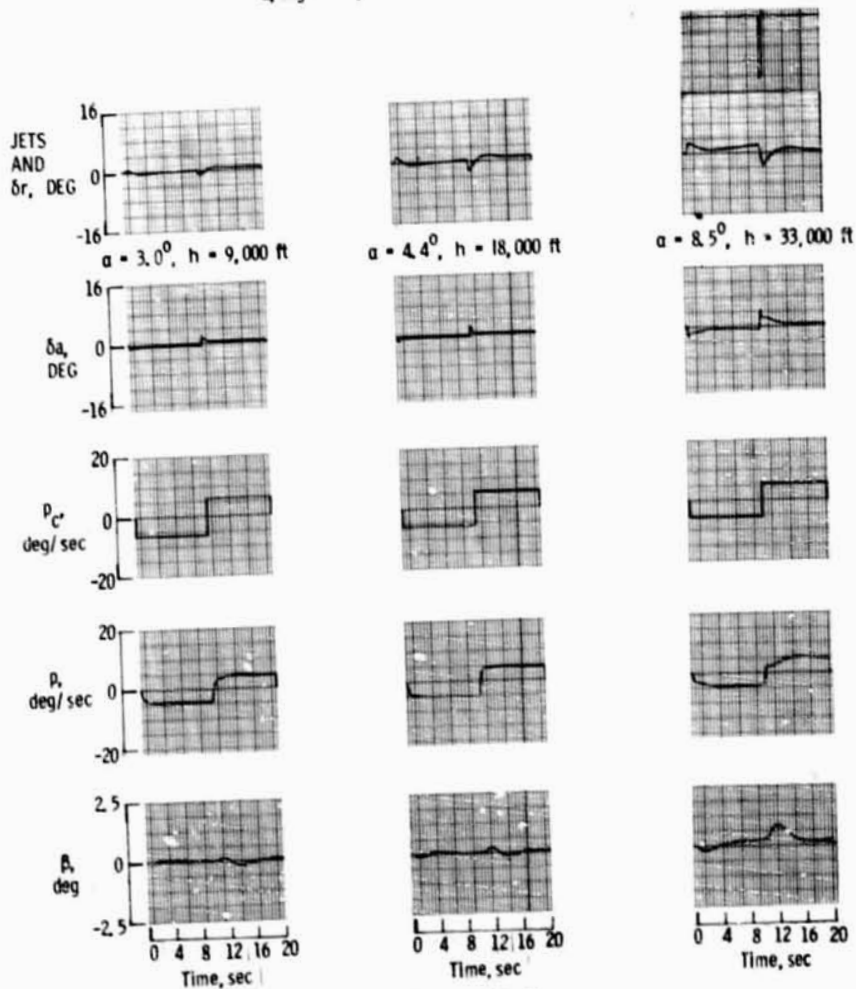 16
JETS
AND
δr, DEG
0
-16
α = 3.0°, h = 9,000 ft
α = 4.4°, h = 18,000 ft
α = 8.5°, h = 33,000 ft
16
δa,
DEG
0
-16
20
Pc,
deg/sec
0
-20
20
p,
deg/sec
0
-20
2.5
β,
deg
0
-2.5
0 4 8 12 16 20
Time, sec
0 4 8 12 16 20
Time, sec
0 4 8 12 16 20
Time, sec